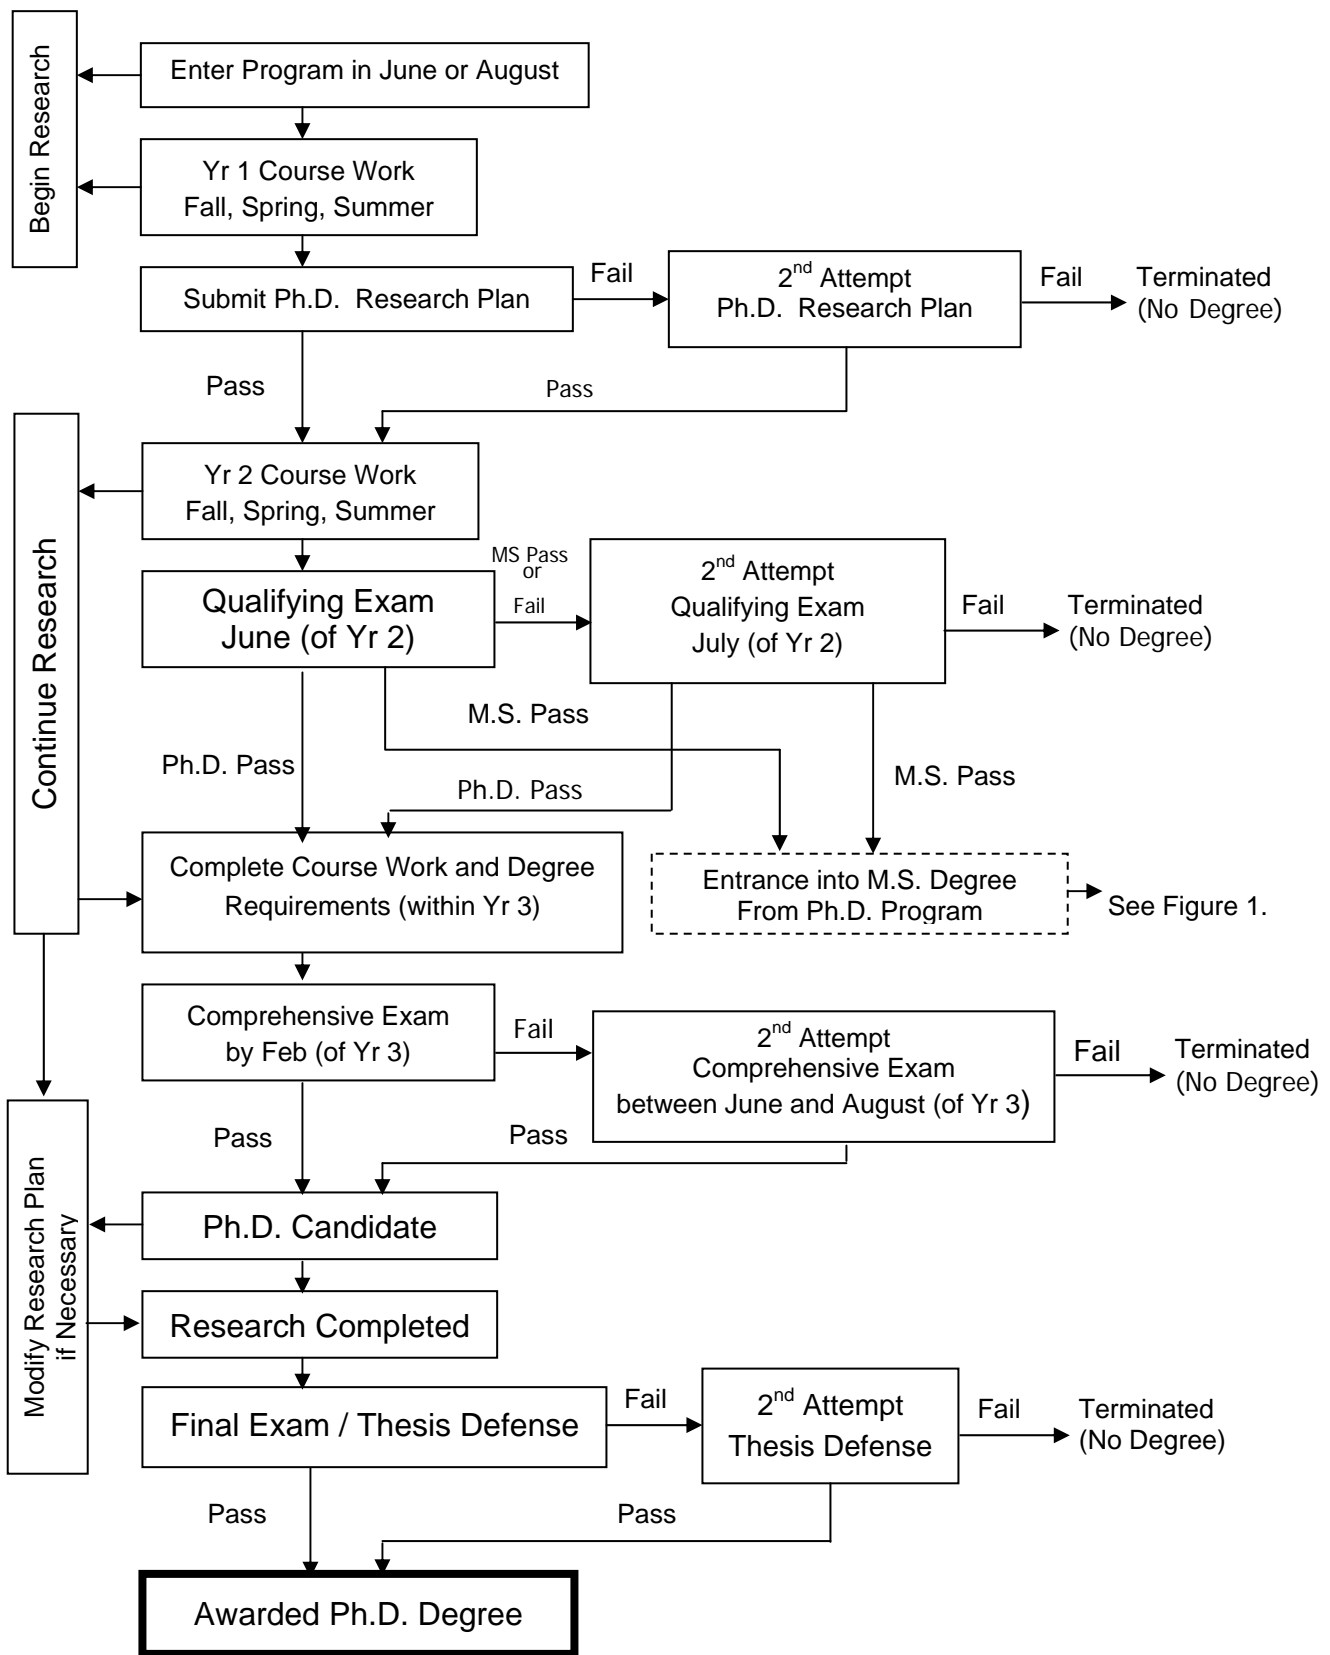 Begin Research
Enter Program in June or August
Yr 1 Course Work
Fall, Spring, Summer
Submit Ph.D. Research Plan
Fail
2nd Attempt
Ph.D. Research Plan
Fail
Terminated
(No Degree)
Pass
Pass
Continue Research
Yr 2 Course Work
Fall, Spring, Summer
Qualifying Exam
June (of Yr 2)
MS Pass
or
Fail
2nd Attempt
Qualifying Exam
July (of Yr 2)
Fail
Terminated
(No Degree)
M.S. Pass
Ph.D. Pass
Ph.D. Pass
M.S. Pass
Complete Course Work and Degree
Requirements (within Yr 3)
Entrance into M.S. Degree
From Ph.D. Program
See Figure 1.
Comprehensive Exam
by Feb (of Yr 3)
Fail
2nd Attempt
Comprehensive Exam
between June and August (of Yr 3)
Fail
Terminated
(No Degree)
Pass
Pass
Modify Research Plan
if Necessary
Ph.D. Candidate
Research Completed
Final Exam / Thesis Defense
Fail
2nd Attempt
Thesis Defense
Fail
Terminated
(No Degree)
Pass
Pass
Awarded Ph.D. Degree